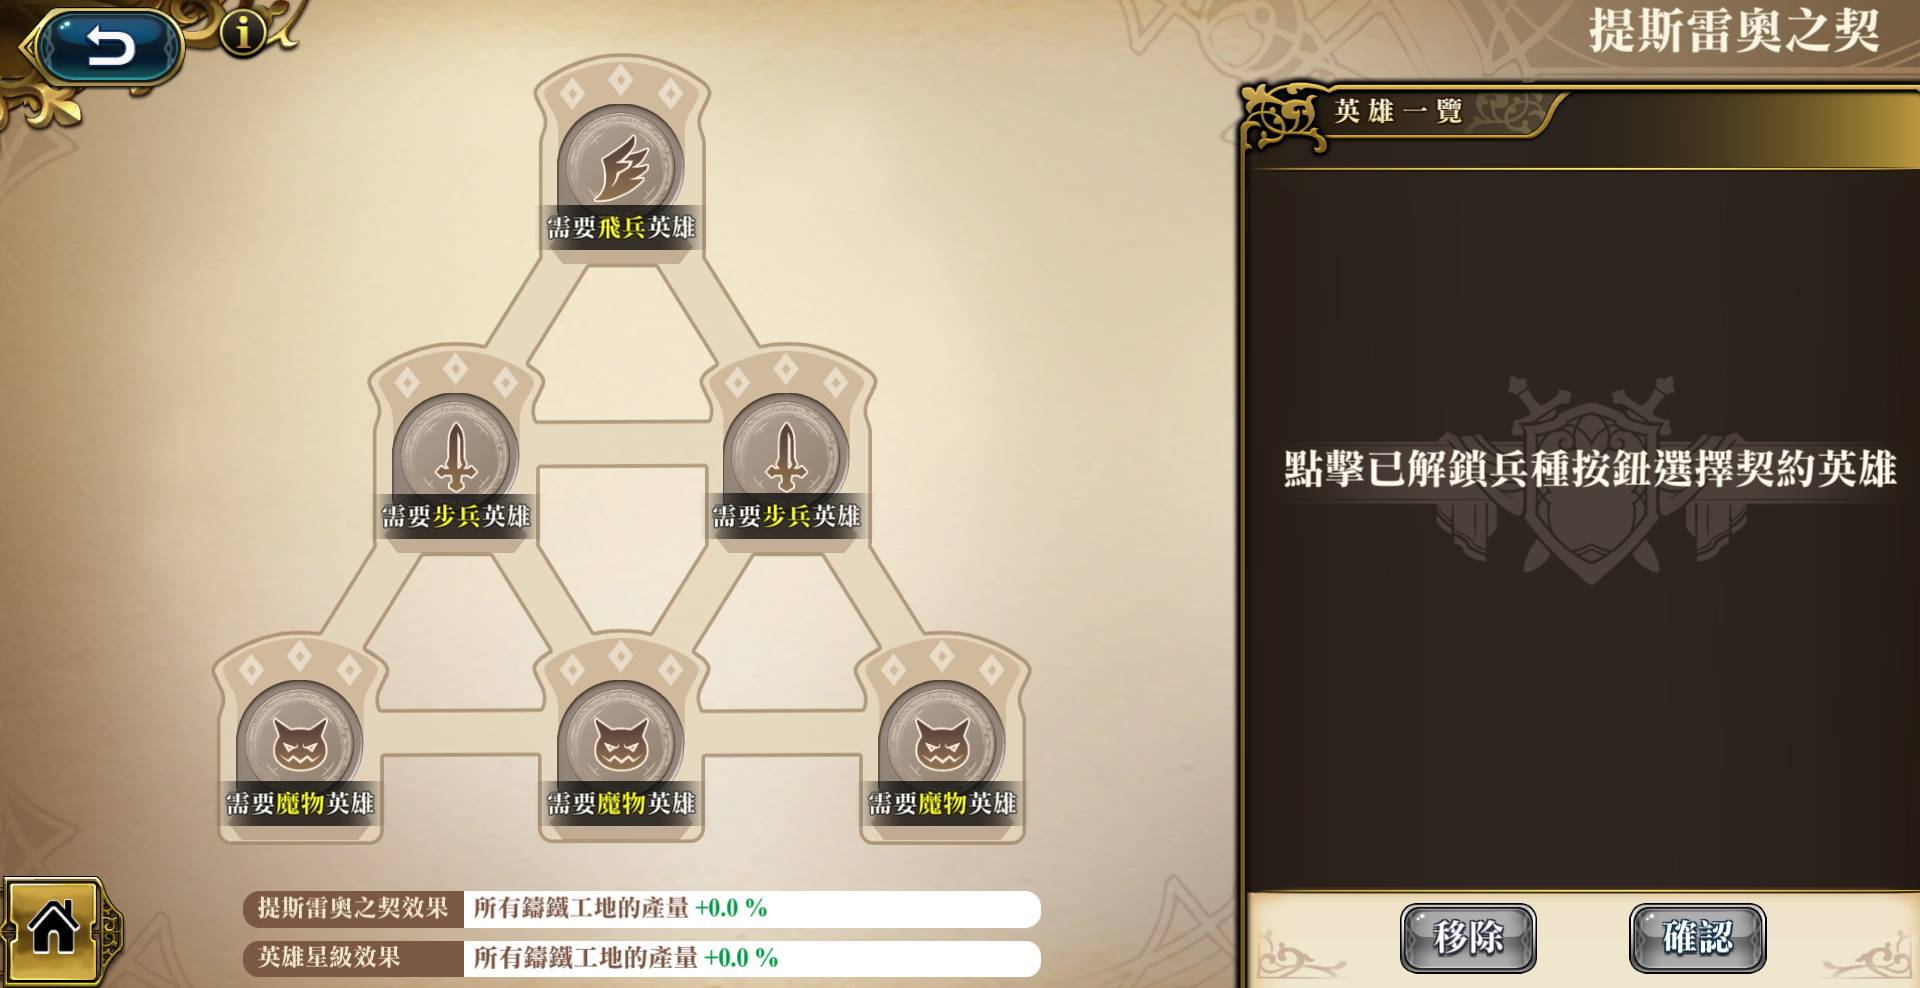 提斯雷奧之契
英雄一覽
需要飛兵英雄
需要步兵英雄
需要步兵英雄
點擊已解鎖兵種按鈕選擇契約英雄
需要魔物英雄
需要魔物英雄
需要魔物英雄
提斯雷奧之契效果 所有鑄鐵工地的產量 +0.0 %
英雄星級效果 所有鑄鐵工地的產量 +0.0 %
移除
確認